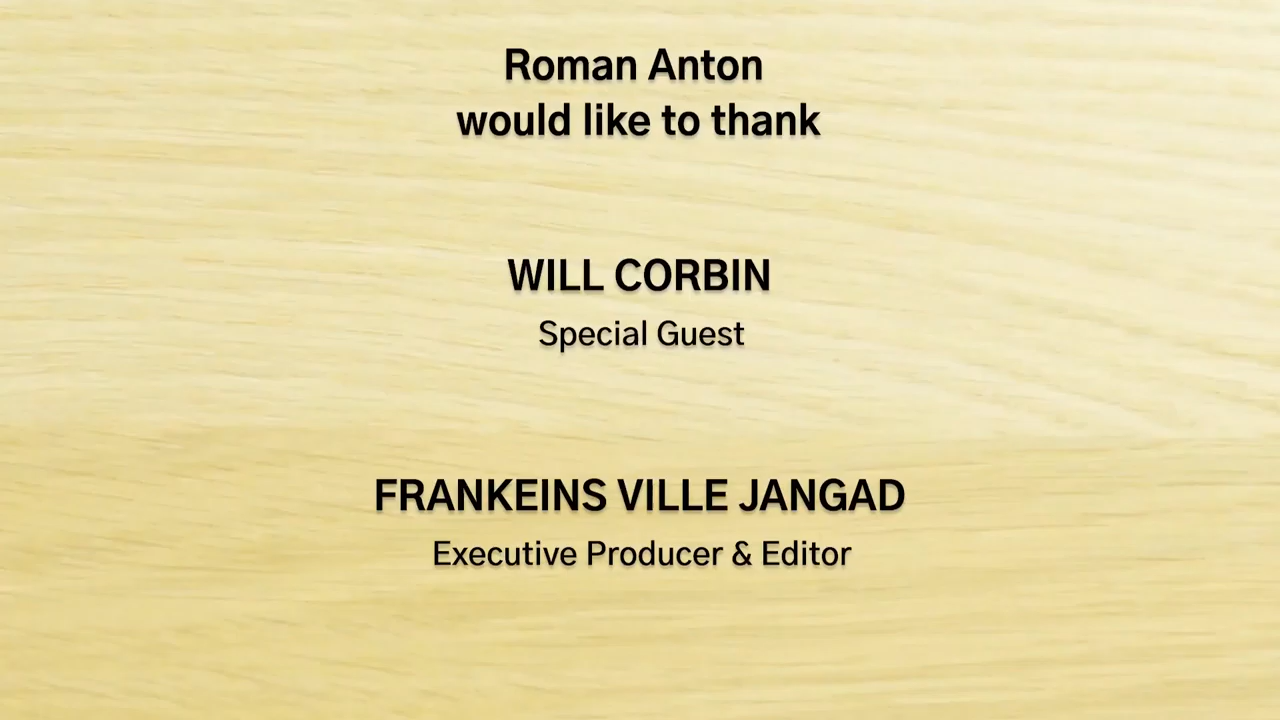 Roman Anton
would like to thank
WILL CORBIN
Special Guest
FRANKEINS VILLE JANGAD
Executive Producer & Editor